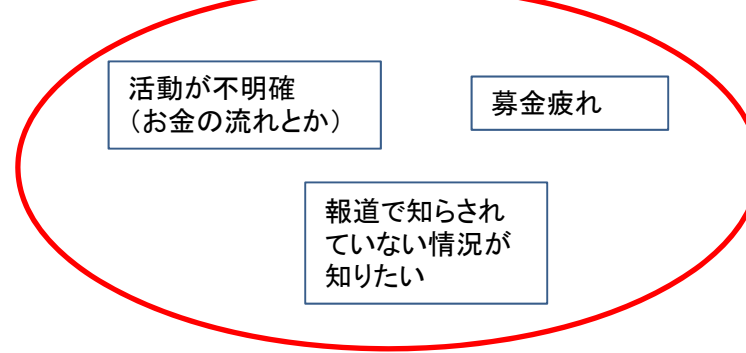 活動が不明確
（お金の流れとか）
募金疲れ
報道で知らされ
ていない情況が
知りたい